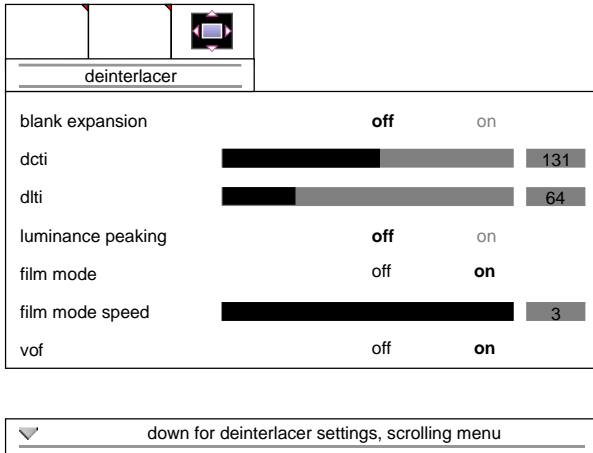 deinterlacer
blank expansion off on
dcti 131
dlti 64
luminance peaking off on
film mode off on
film mode speed 3
vof off on
down for deinterlacer settings, scrolling menu